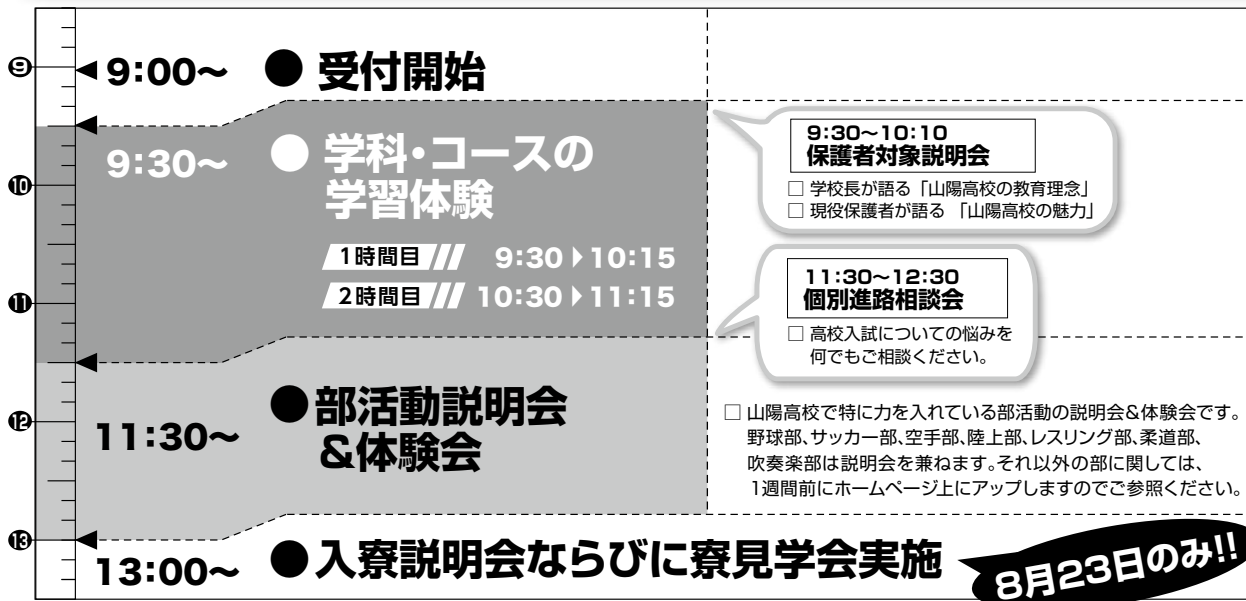 9
9:00〜 ● 受付開始
9:30〜 ● 学科・コースの
学習体験
1時間目 9:30▶10:15
2時間目 10:30▶11:15
9:30〜10:10
保護者対象説明会
□ 学校長が語る「山陽高校の教育理念」
□ 現役保護者が語る 「山陽高校の魅力」
10
11
11:30〜12:30
個別進路相談会
□ 高校入試についての悩みを
何でもご相談ください。
12
11:30〜 ●部活動説明会
&体験会
□ 山陽高校で特に力を入れている部活動の説明会&体験会です。
野球部、サッカー部、空手部、陸上部、レスリング部、柔道部、
吹奏楽部は説明会を兼ねます。それ以外の部に関しては、
1週間前にホームページ上にアップしますのでご参照ください。
13
13:00〜 ●入寮説明会ならびに寮見学会実施
8月23日のみ!!